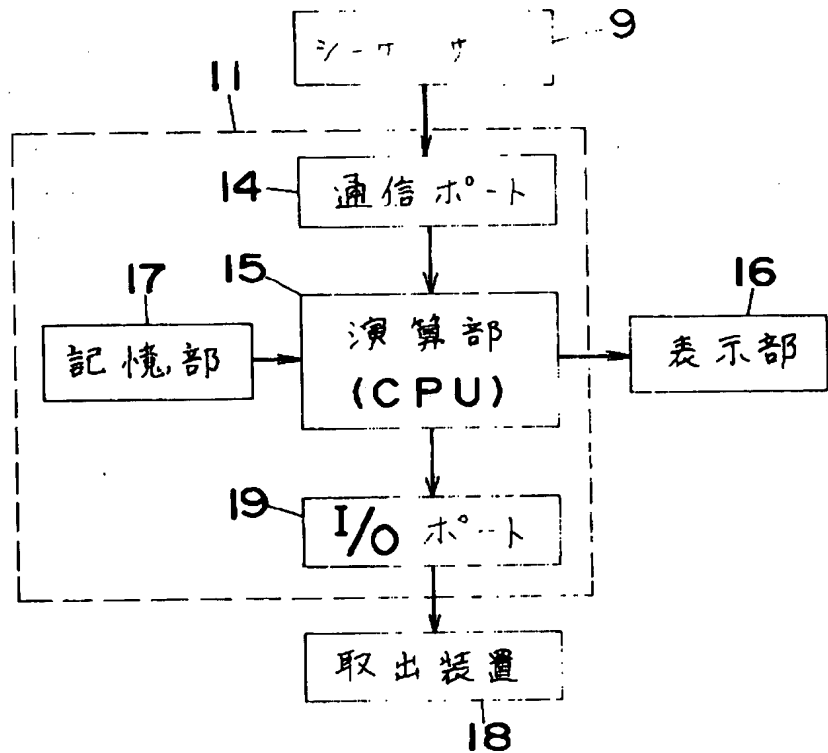 シーケ サ
9
11
14
通信ポート
15
演算部
(CPU)
17
記憶部
16
表示部
19
I/O ポート
取出装置
18